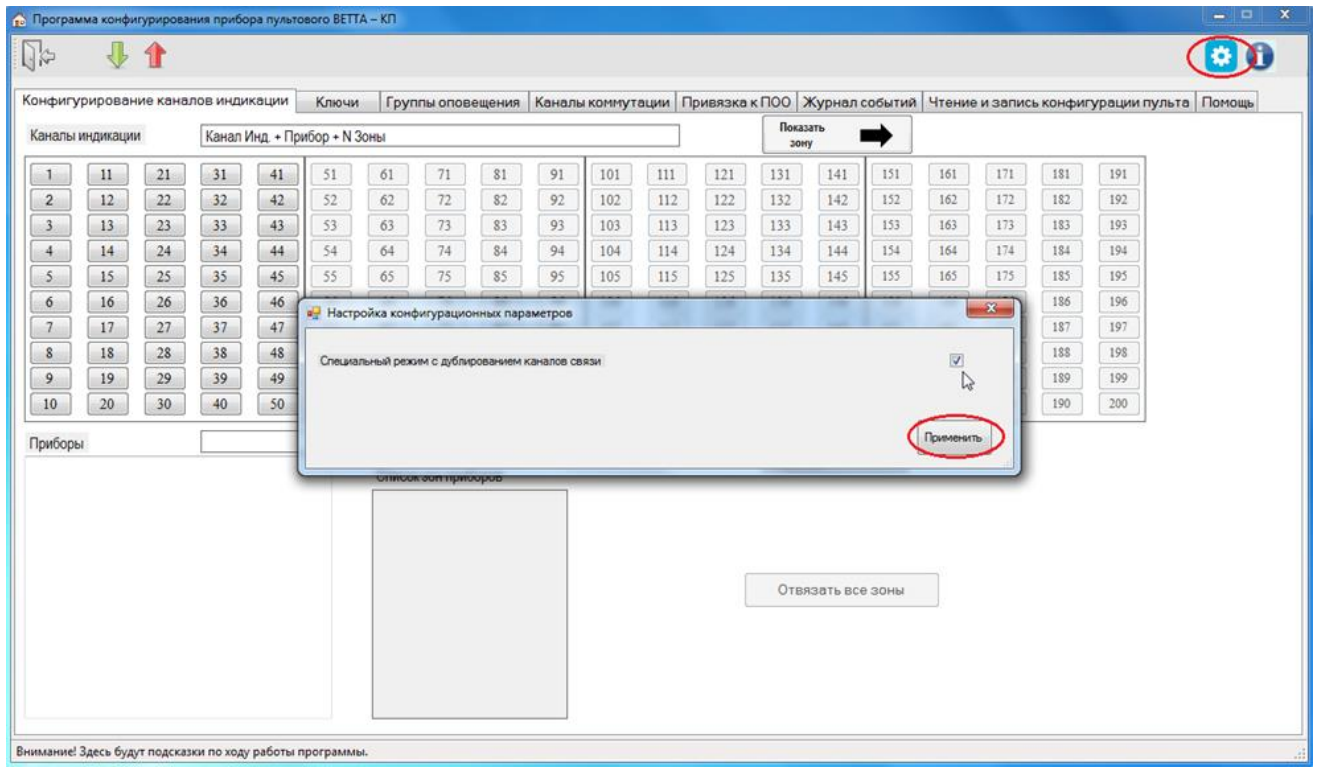 Программа конфигурирования прибора пультового ВЕТТА – КП
Конфигурирование каналов индикации Ключи Группы оповещения Каналы коммутации Привязка к ПОО Журнал событий Чтение и запись конфигурации пульта Помощь
Каналы индикации Канал Инд. + Прибор + N Зоны Показать
зону
1 11 21 31 41 51 61 71 81 91 101 111 121 131 141 151 161 171 181 191
2 12 22 32 42 52 62 72 82 92 102 112 122 132 142 152 162 172 182 192
3 13 23 33 43 53 63 73 83 93 103 113 123 133 143 153 163 173 183 193
4 14 24 34 44 54 64 74 84 94 104 114 124 134 144 154 164 174 184 194
5 15 25 35 45 55 65 75 85 95 105 115 125 135 145 155 165 175 185 195
6 16 26 36 46 186 196
7 17 27 37 47 187 197
8 18 28 38 48 188 198
9 19 29 39 49 189 199
10 20 30 40 50 190 200
Настройка конфигурационных параметров
Специальный режим с дублированием каналов связи
Применить
Приборы
Список зон приборов
Отвязать все зоны
Внимание! Здесь будут подсказки по ходу работы программы.